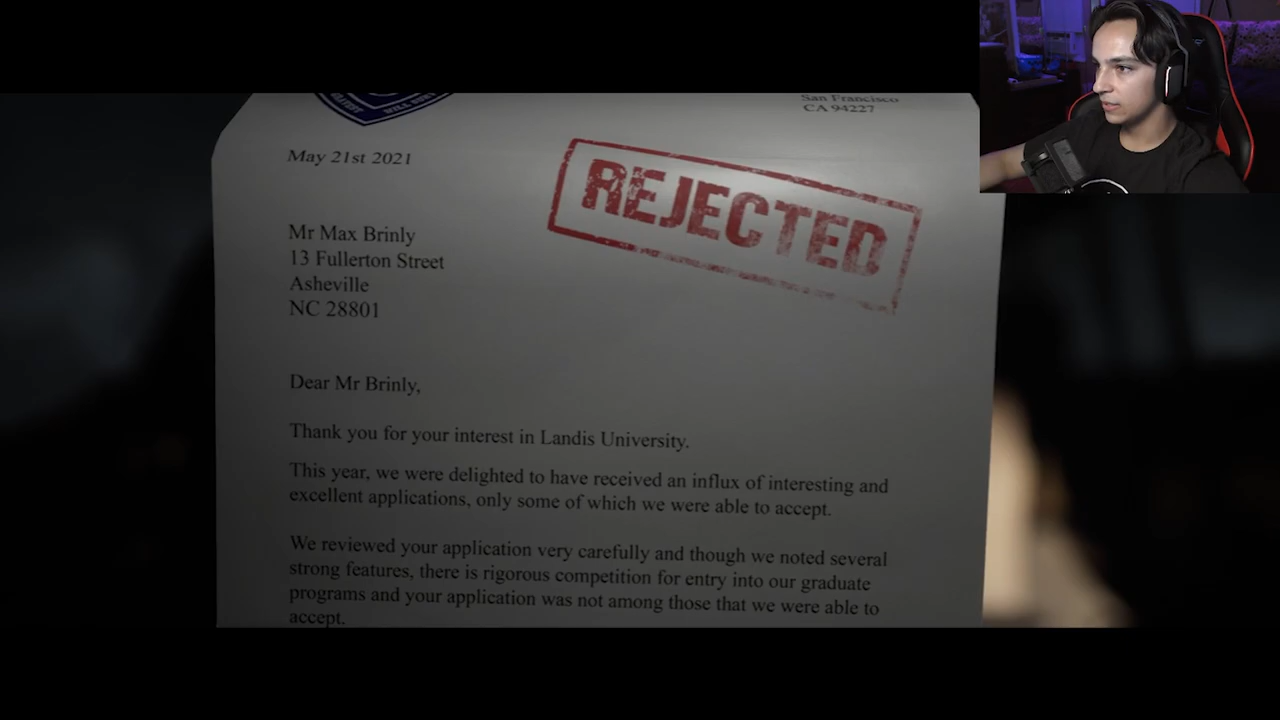 San Francisco
CA 94227
May 21st 2021
REJECTED
Mr Max Brinly
13 Fullerton Street
Asheville
NC 28801
Dear Mr Brinly,
Thank you for your interest in Landis University.
This year, we were delighted to have received an influx of interesting and
excellent applications, only some of which we were able to accept.
We reviewed your application very carefully and though we noted several
strong features, there is rigorous competition for entry into our graduate
programs and your application was not among those that we were able to
accept.